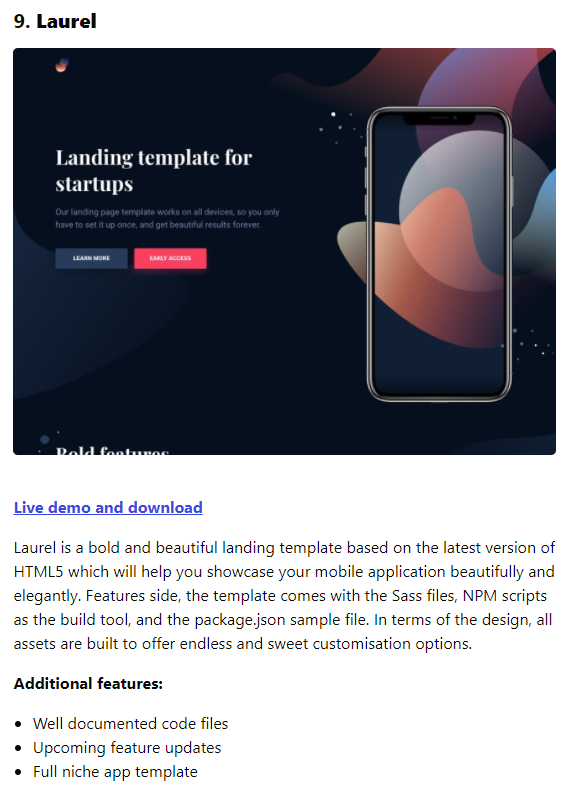 9. Laurel
Landing template for
startups
Our landing page template works on all devices, so you only
have to set it up once, and get beautiful results forever.
LEARN MORE
EARLY ACCESS
Bold features
Live demo and download
Laurel is a bold and beautiful landing template based on the latest version of
HTML5 which will help you showcase your mobile application beautifully and
elegantly. Features side, the template comes with the Sass files, NPM scripts
as the build tool, and the package.json sample file. In terms of the design, all
assets are built to offer endless and sweet customisation options.
Additional features:
Well documented code files
Upcoming feature updates
Full niche app template